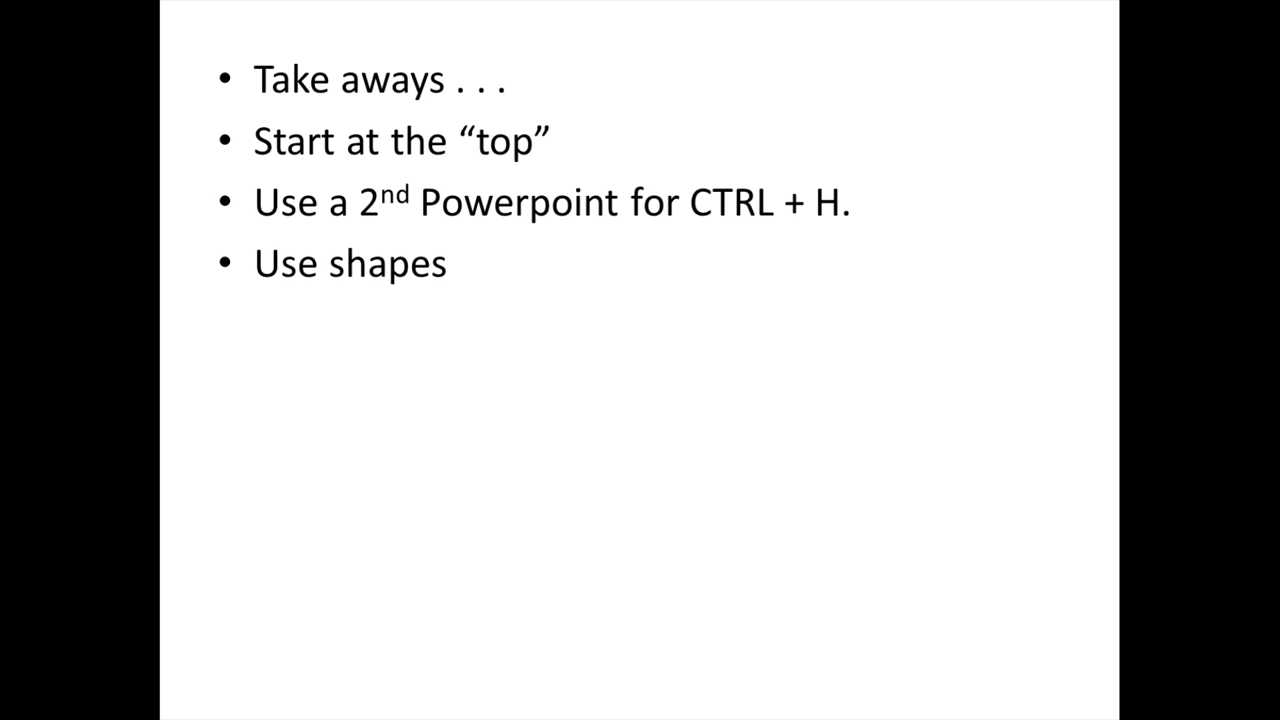 • Take aways . . .
• Start at the “top”
• Use a 2nd Powerpoint for CTRL + H.
• Use shapes